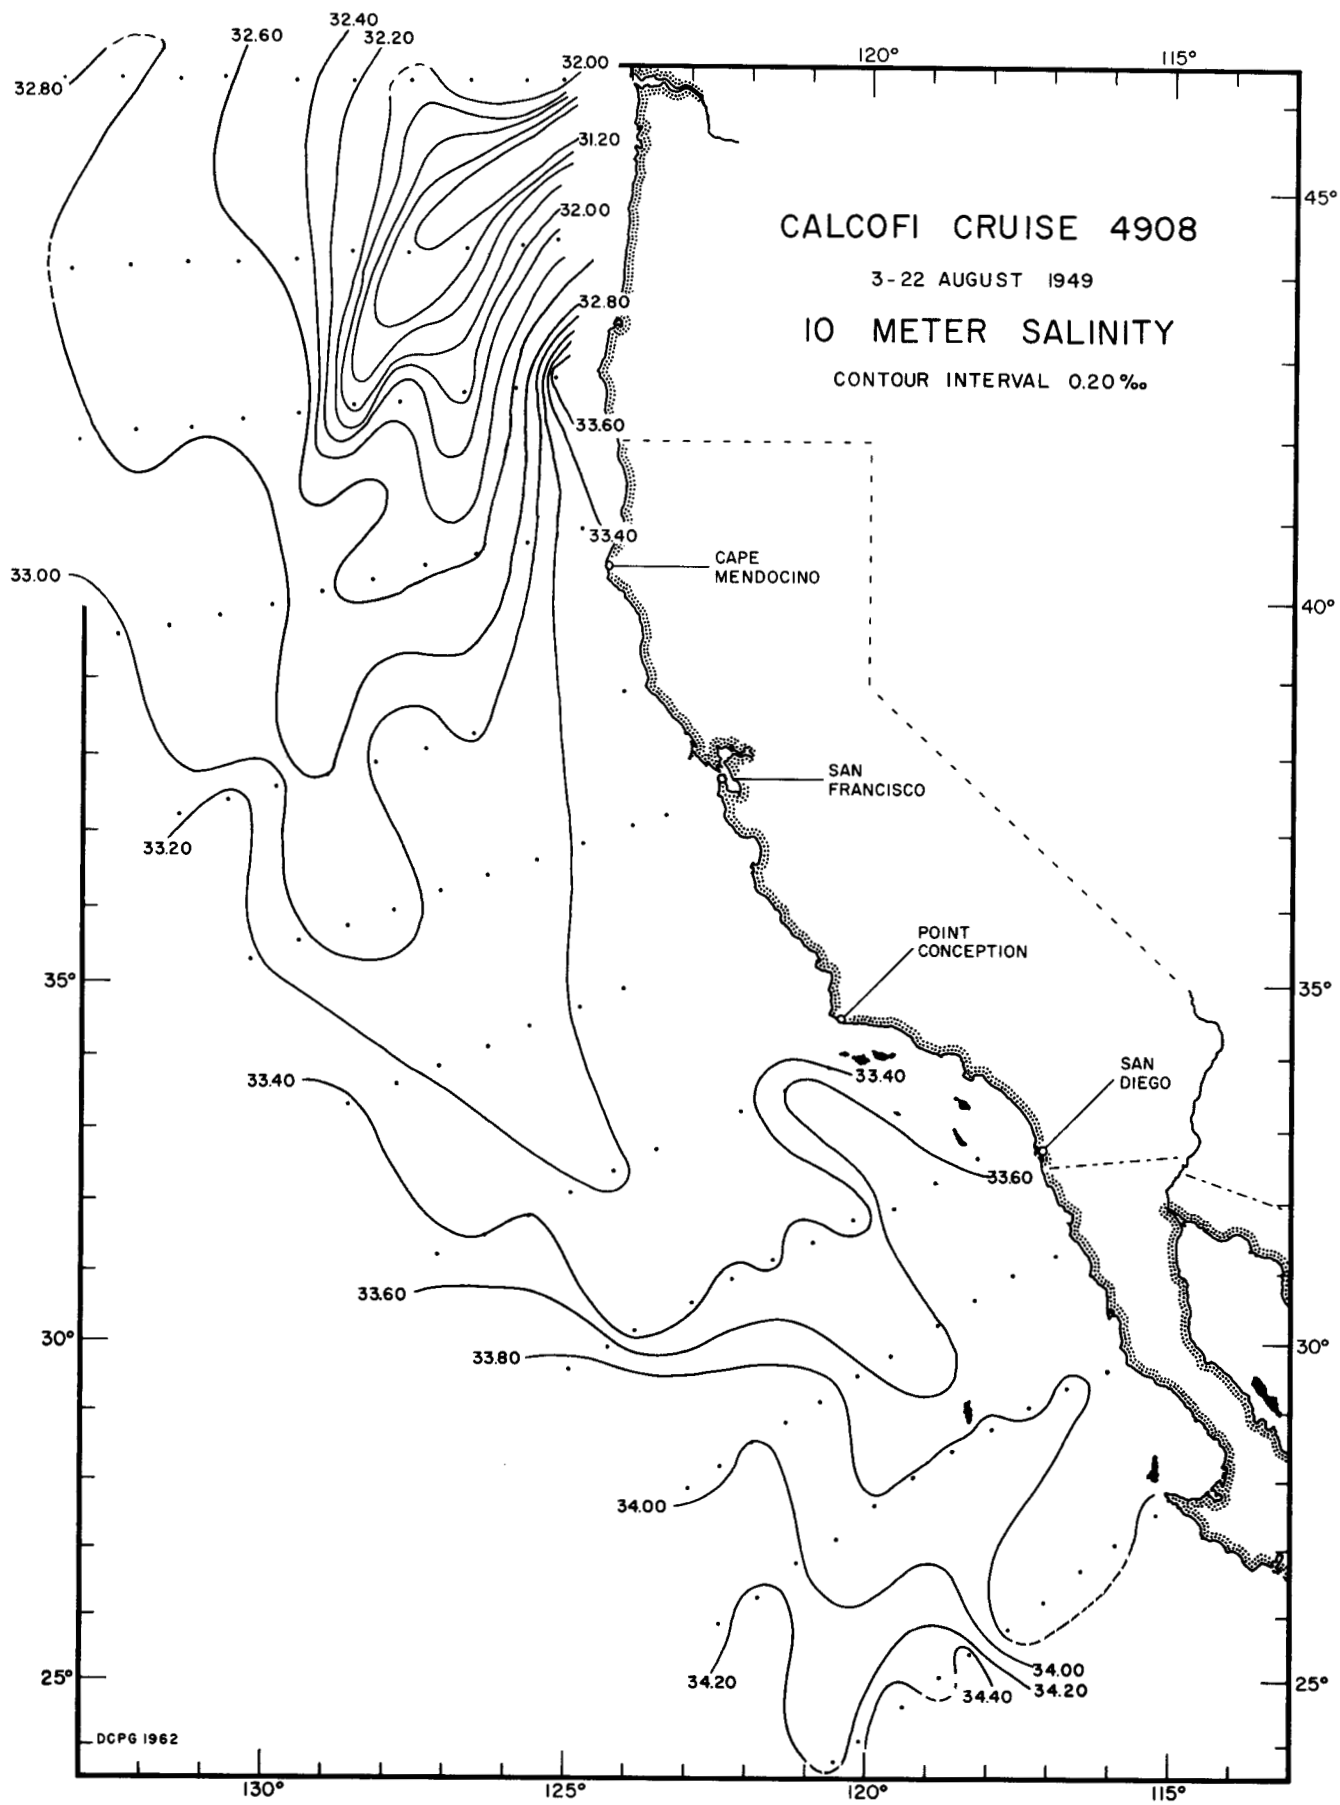 32.40
32.60
32.20
32.00
120°
115°
32.80
31.20
45°
32.00
CALCOFI CRUISE 4908
3-22 AUGUST 1949
32.80
10 METER SALINITY
CONTOUR INTERVAL 0.20‰
33.60
33.40
CAPE
MENDOCINO
33.00
40°
SAN
FRANCISCO
33.20
POINT
CONCEPTION
35°
35°
33.40
33.40
SAN
DIEGO
33.60
33.60
30°
30°
33.80
34.00
25°
34.20
34.00
34.20
34.40
25°
DCPG 1962
130°
125°
120°
115°